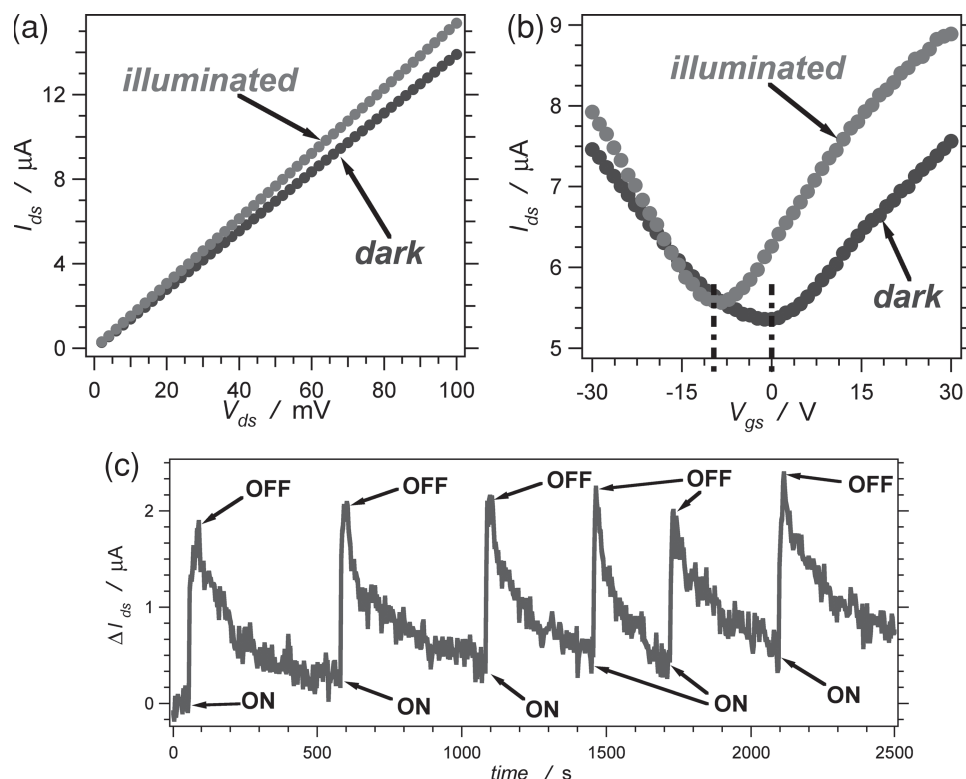 (a)
illuminated
dark
I_ds / μA
12
8
4
0
0 20 40 60 80 100
V_ds / mV
(b)
illuminated
dark
I_ds / μA
9
8
7
6
5
-30 -15 0 15 30
V_gs / V
(c)
OFF OFF OFF OFF OFF
ON ON ON ON ON
Δ I_ds / μA
2
1
0
0 500 1000 1500 2000 2500
time / s